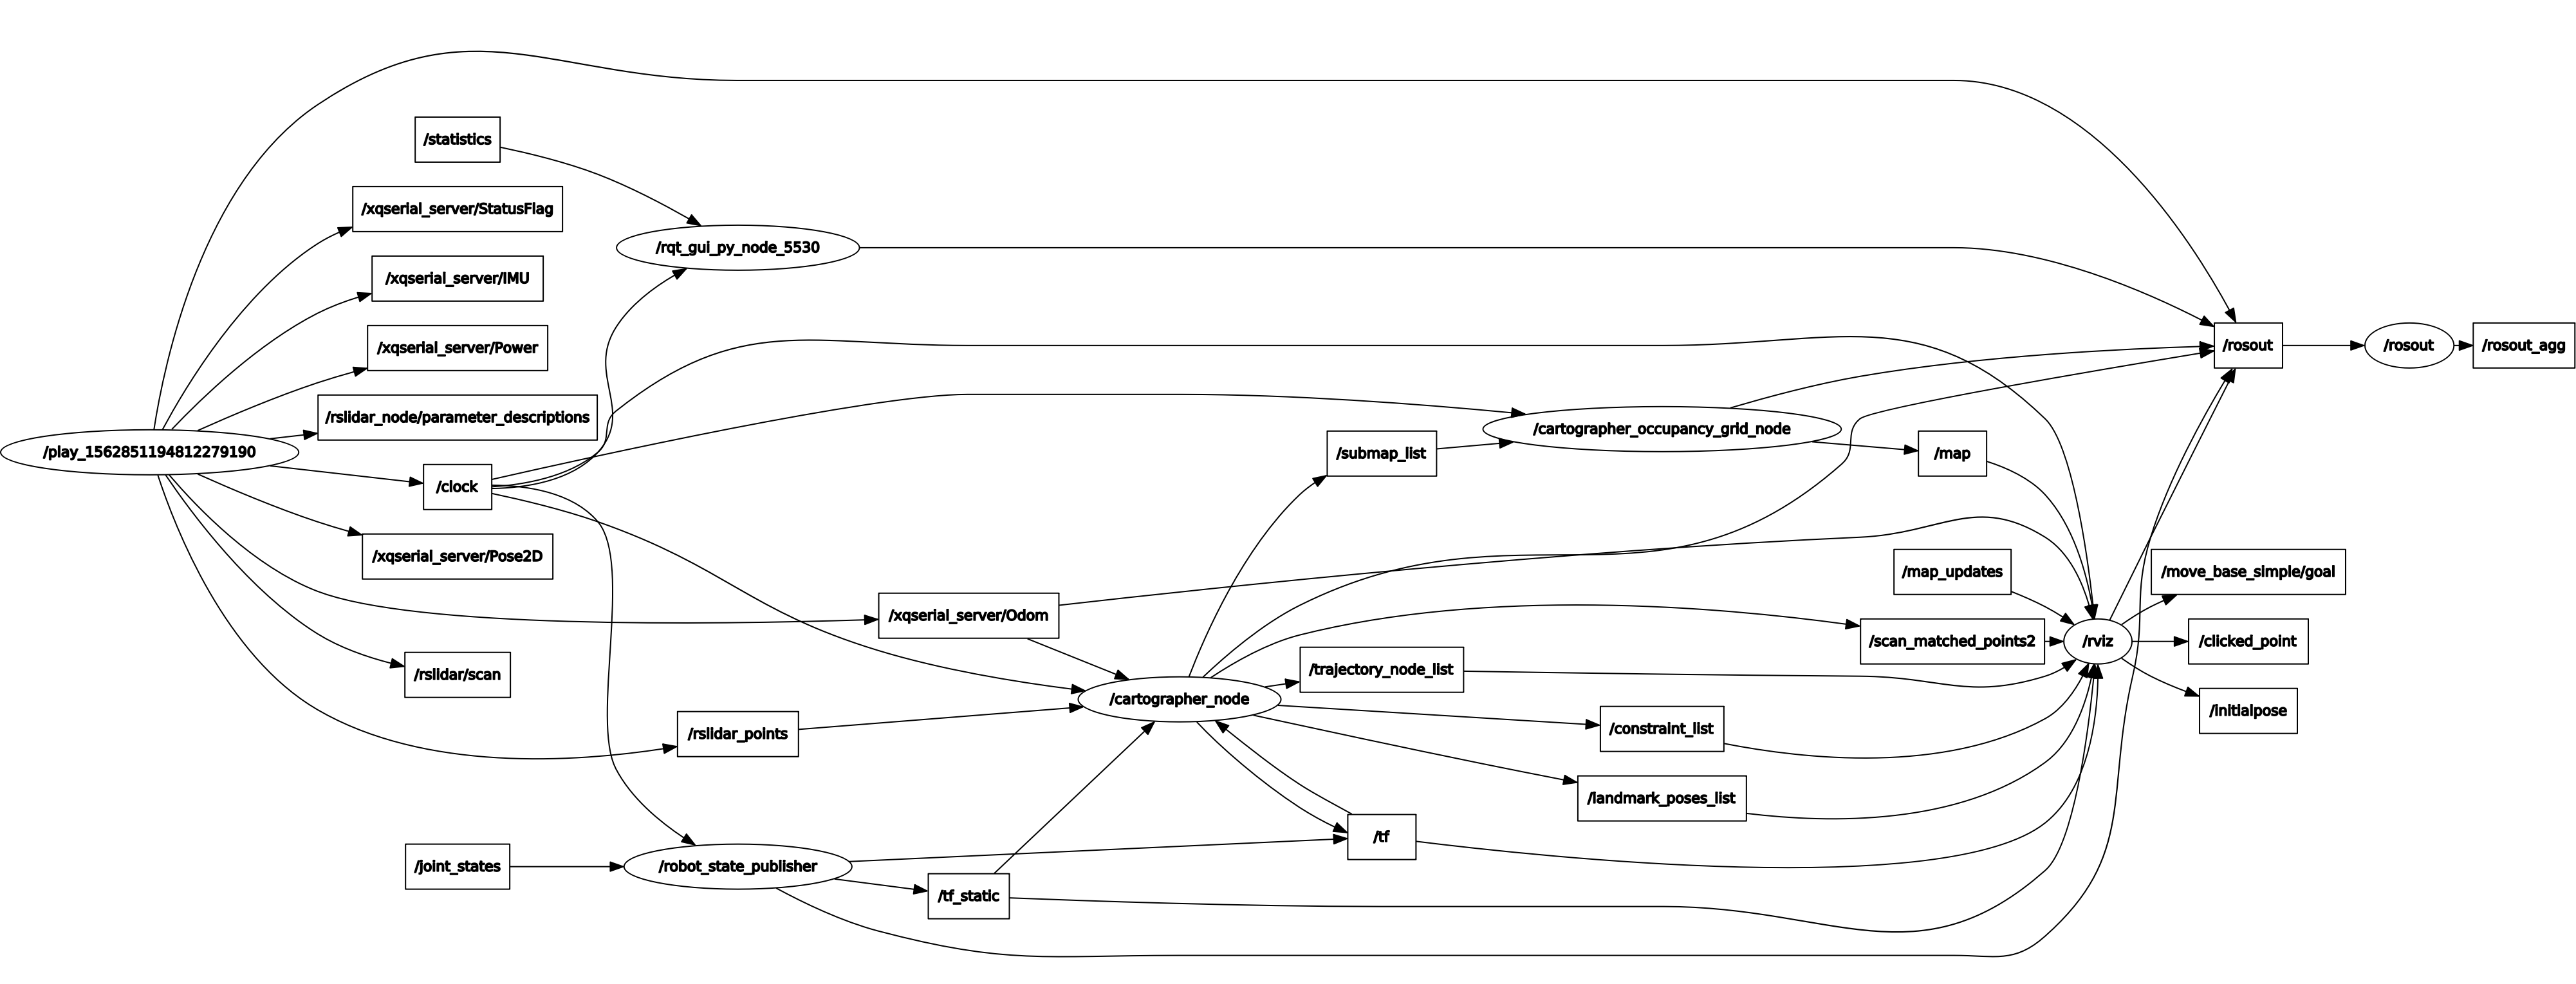 /statistics
/xqserial_server/StatusFlag
/rqt_gui_py_node_5530
/xqserial_server/IMU
/xqserial_server/Power
/rosout
/rosout
/rosout_agg
/rslidar_node/parameter_descriptions
/cartographer_occupancy_grid_node
/play_1562851194812279190
/submap_list
/map
/clock
/xqserial_server/Pose2D
/map_updates
/move_base_simple/goal
/xqserial_server/Odom
/scan_matched_points2
/rviz
/clicked_point
/rslidar/scan
/trajectory_node_list
/cartographer_node
/initialpose
/rslidar_points
/constraint_list
/landmark_poses_list
/tf
/joint_states
/robot_state_publisher
/tf_static